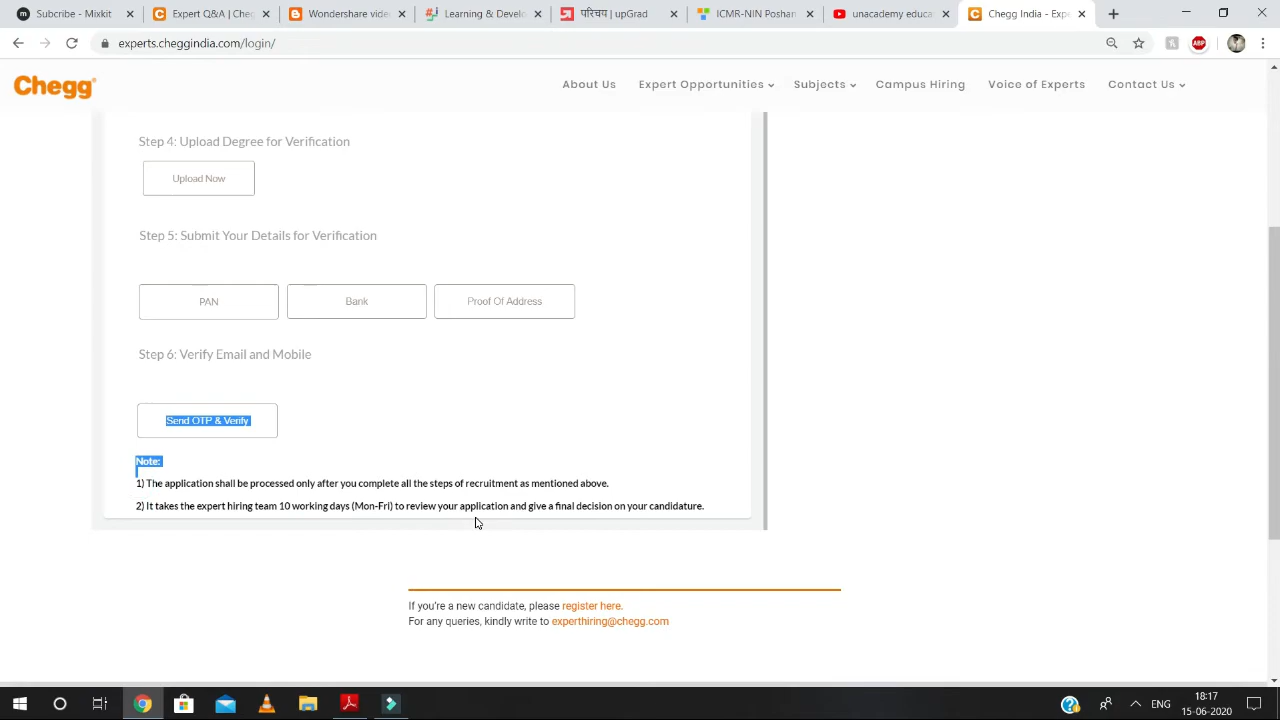 Subcribe - Mixkit
Expert Q&A | Cheg
Wondershare vide
Learning & Develo
परिचय | upGrad
ICMR-NIN Poshan
unacademy educa
Chegg India - Expe
experts.cheggindia.com/login/
ABP
Chegg
About Us
Expert Opportunities
Subjects
Campus Hiring
Voice of Experts
Contact Us
Step 4: Upload Degree for Verification
Upload Now
Step 5: Submit Your Details for Verification
PAN
Bank
Proof Of Address
Step 6: Verify Email and Mobile
Send OTP & Verify
Note:
1) The application shall be processed only after you complete all the steps of recruitment as mentioned above.
2) It takes the expert hiring team 10 working days (Mon-Fri) to review your application and give a final decision on your candidature.
If you're a new candidate, please register here.
For any queries, kindly write to experthiring@chegg.com
ENG
18:17
15-06-2020